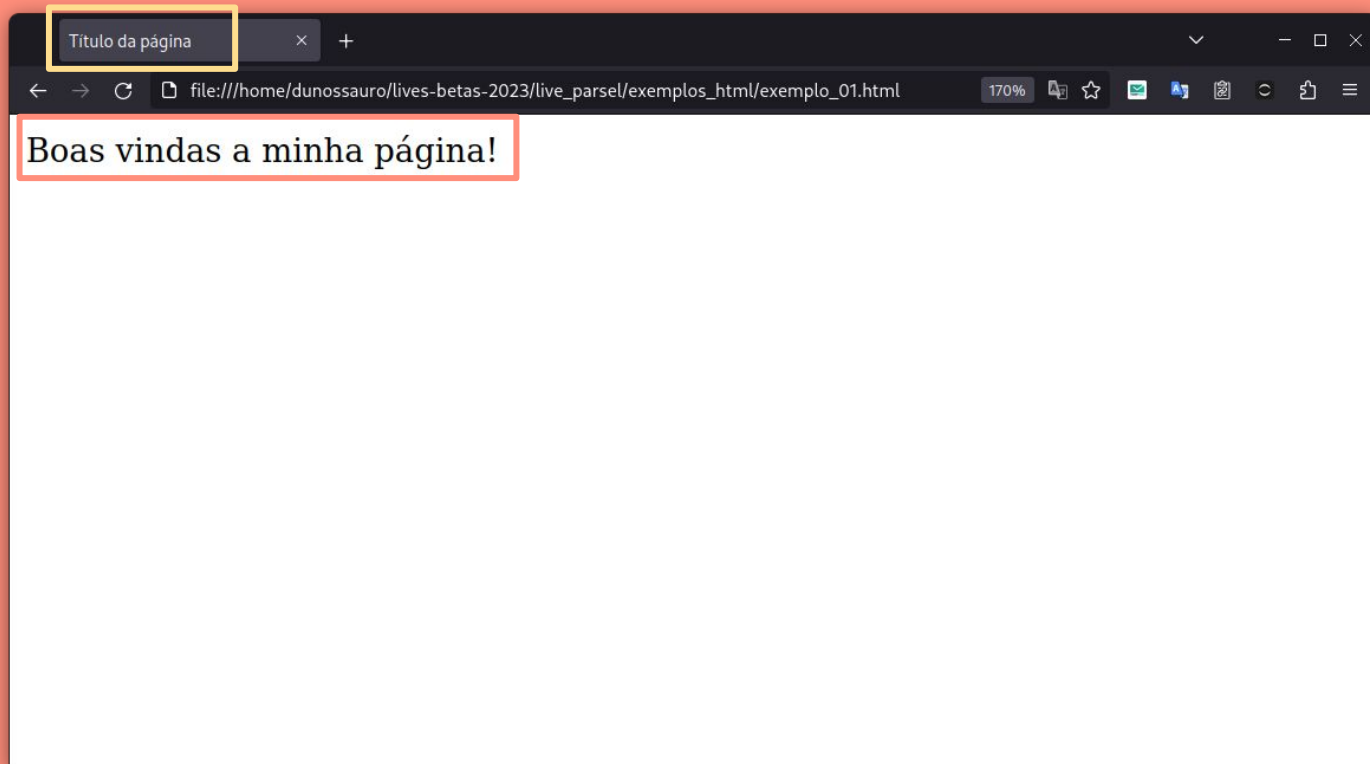 Título da página
file:///home/dunossauro/lives-betas-2023/live_parsel/exemplos_html/exemplo_01.html 170%
Boas vindas a minha página!